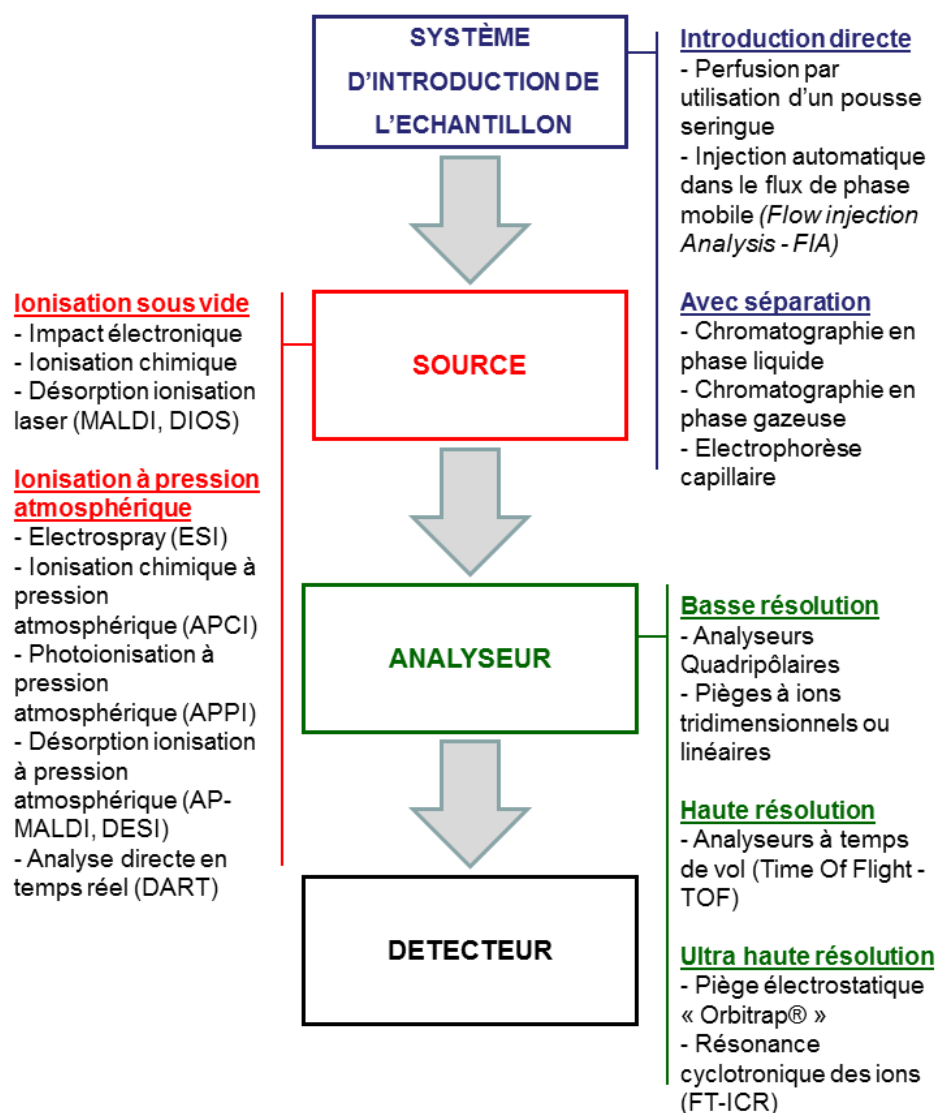 SYSTÈME
D'INTRODUCTION DE
L'ECHANTILLON
Introduction directe
- Perfusion par
utilisation d'un pousse
seringue
- Injection automatique
dans le flux de phase
mobile (Flow injection
Analysis - FIA)
Avec séparation
- Chromatographie en
phase liquide
- Chromatographie en
phase gazeuse
- Electrophorèse
capillaire
SOURCE
Ionisation sous vide
- Impact électronique
- Ionisation chimique
- Désorption ionisation
laser (MALDI, DIOS)
Ionisation à pression
atmosphérique
- Electrospray (ESI)
- Ionisation chimique à
pression
atmosphérique (APCI)
- Photoionisation à
pression
atmosphérique (APPI)
- Désorption ionisation
à pression
atmosphérique (AP-
MALDI, DESI)
- Analyse directe en
temps réel (DART)
ANALYSEUR
Basse résolution
- Analyseurs
Quadripôlaires
- Pièges à ions
tridimensionnels ou
linéaires
Haute résolution
- Analyseurs à temps
de vol (Time Of Flight -
TOF)
Ultra haute résolution
- Piège électrostatique
« Orbitrap® »
- Résonance
cyclotronique des ions
(FT-ICR)
DETECTEUR